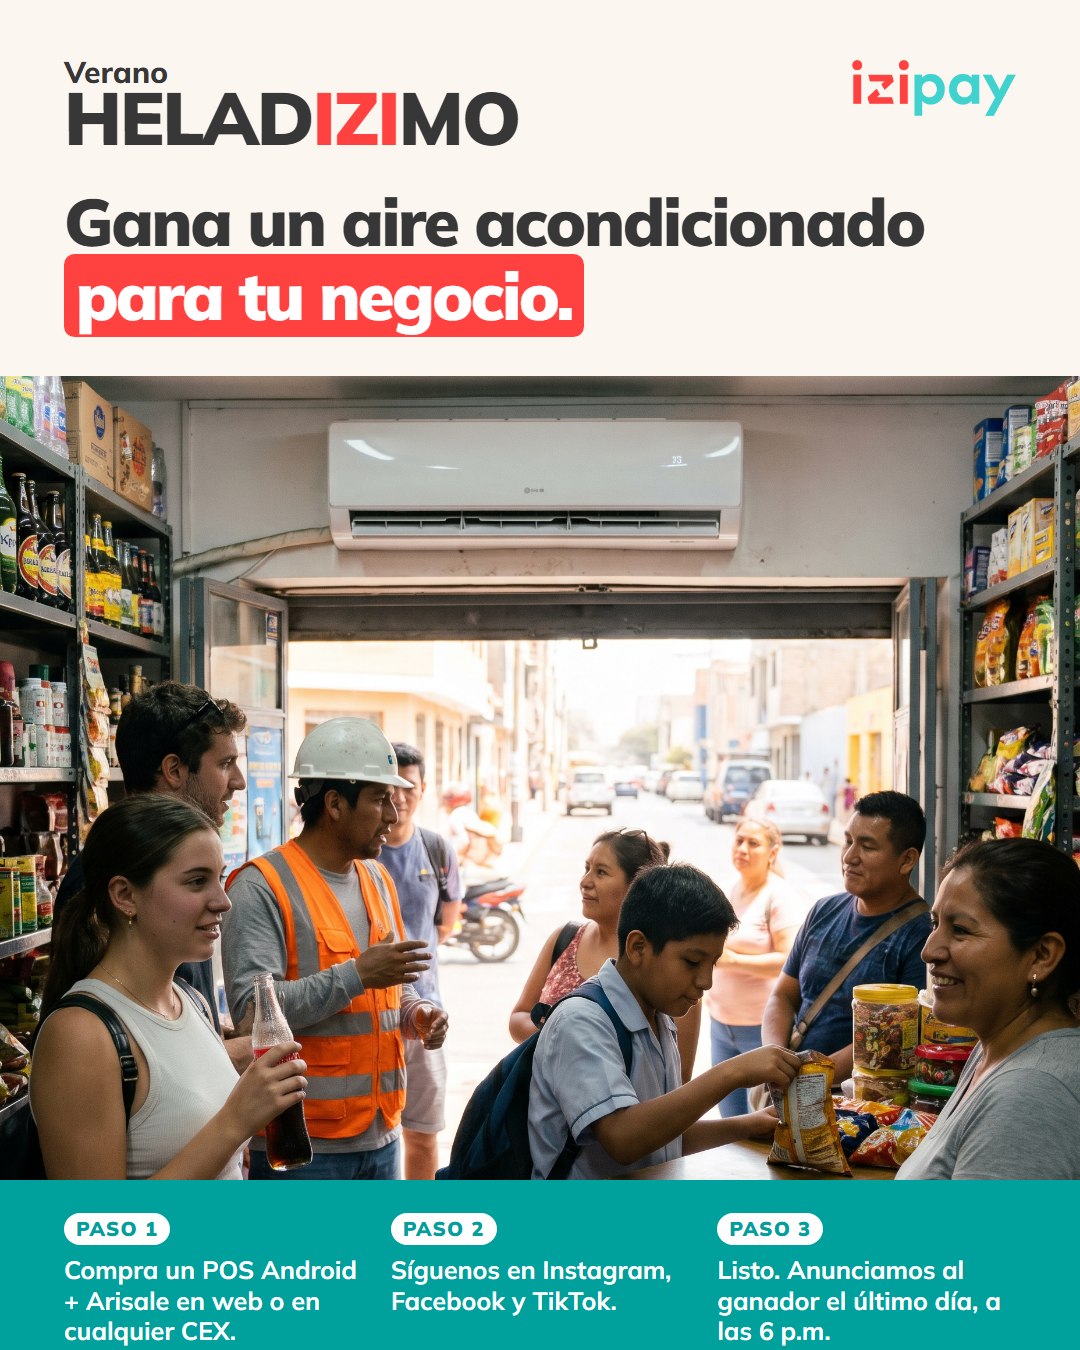 Verano
HELADIZIMO
izipay
Gana un aire acondicionado
para tu negocio.
PASO 1
Compra un POS Android
+ Arisale en web o en
cualquier CEX.
PASO 2
Síguenos en Instagram,
Facebook y TikTok.
PASO 3
Listo. Anunciamos al
ganador el último día, a
las 6 p.m.